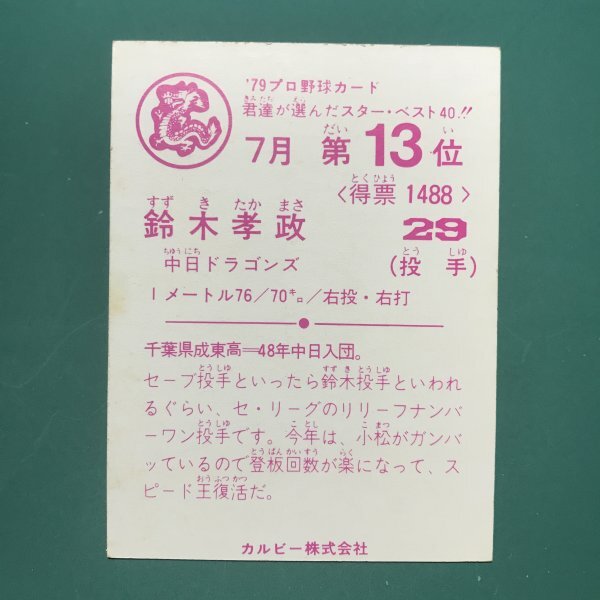 '79プロ野球カード
君達が選んだスター・ベスト40.!!
7月 第13位
<得票 1488>
鈴木孝政 29
中日ドラゴンズ (投手)
1メートル76/70キロ/右投・右打
千葉県成東高=48年中日入団。
セーブ投手といったら鈴木投手といわれ
るぐらい、セ・リーグのリリーフナンバ
ーワン投手です。今年は、小松がガンバ
ッているので登板回数が楽になって、ス
ピード王復活だ。
カルビー株式会社